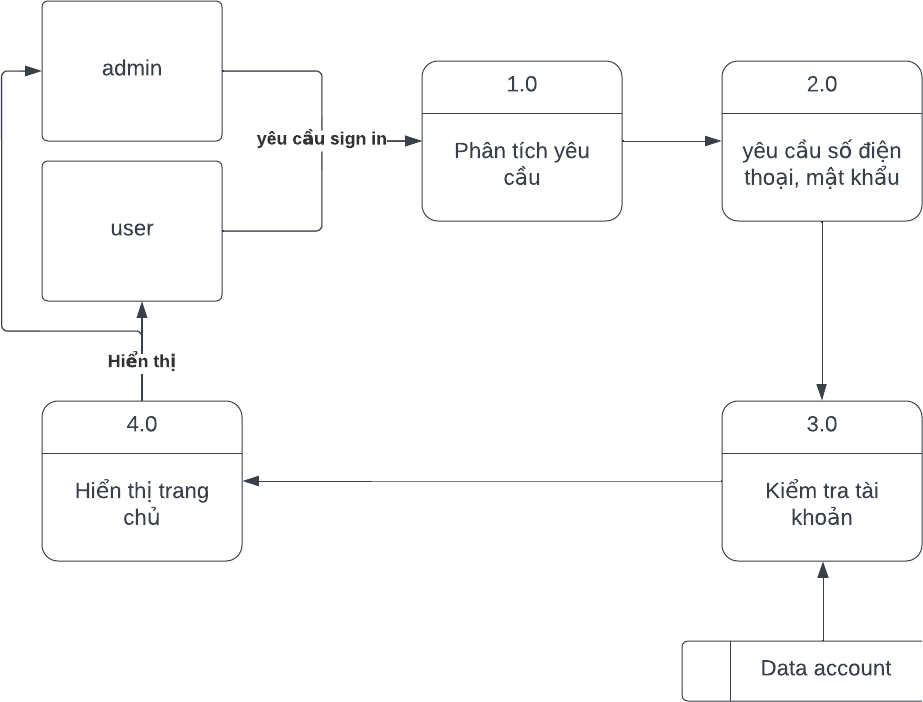 admin
yêu cầu sign in
user
1.0
Phân tích yêu
cầu
2.0
yêu cầu số điện
thoại, mật khẩu
Hiển thị
4.0
Hiển thị trang
chủ
3.0
Kiểm tra tài
khoản
Data account